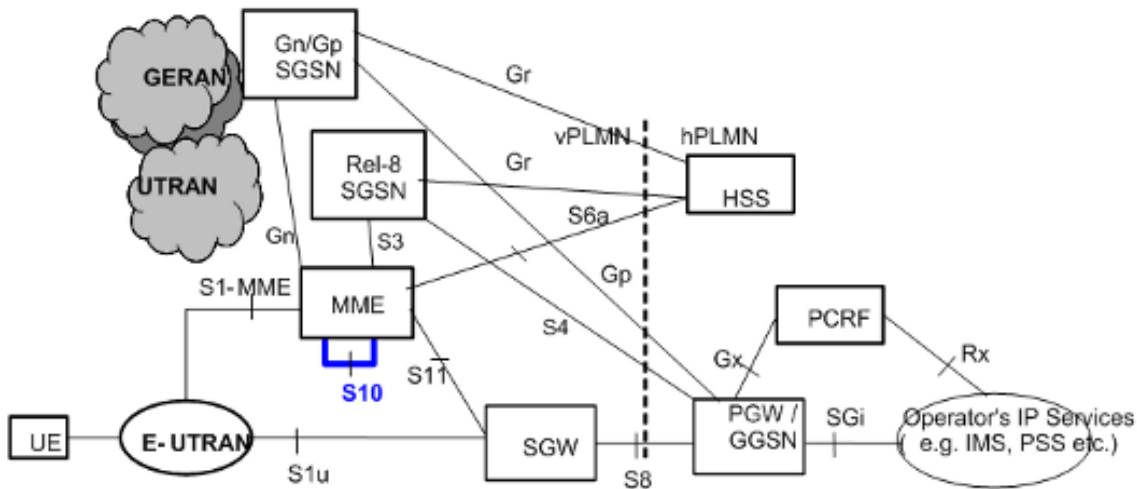 Gn/Gp
SGSN
GERAN
Gr
vPLMN
hPLMN
Rel-8
SGSN
Gr
HSS
UTRAN
S6a
Gn
S3
Gp
S1-MME
MME
PCRF
S4
Gx
Rx
S10
S11
PGW /
GGSN
SGi
Operator's IP Services
( e.g. IMS, PSS etc.)
UE
E- UTRAN
SGW
S1u
S8